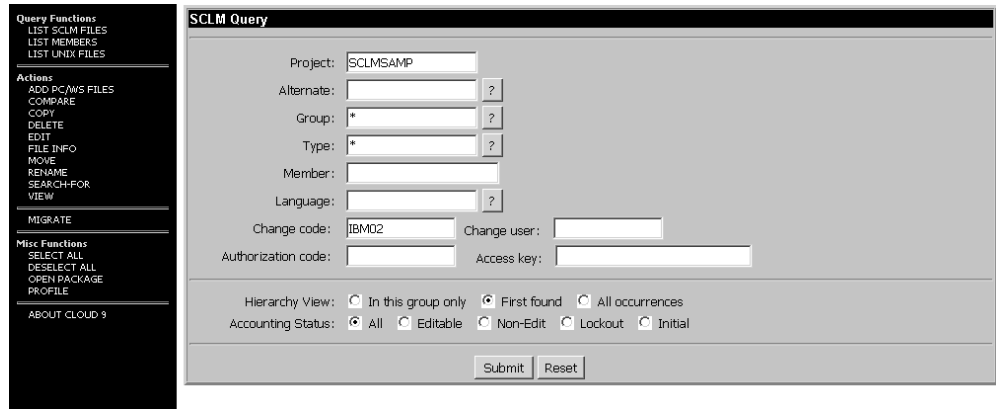 Query Functions
LIST SCLM FILES
LIST MEMBERS
LIST UNIX FILES
Actions
ADD PC/WS FILES
COMPARE
COPY
DELETE
EDIT
FILE INFO
MOVE
RENAME
SEARCH-FOR
VIEW
MIGRATE
Misc Functions
SELECT ALL
DESELECT ALL
OPEN PACKAGE
PROFILE
ABOUT CLOUD 9
SCLM Query
Project: SCLMSAMP
Alternate: ?
Group: * ?
Type: * ?
Member:
Language: ?
Change code: IBM02 Change user:
Authorization code: Access key:
Hierarchy View: In this group only First found All occurrences
Accounting Status: All Editable Non-Edit Lockout Initial
Submit Reset